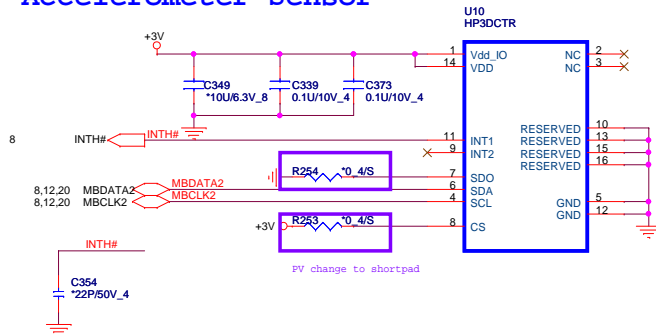 Accelerometer Sensor
U10
HP3DCTR
+3V
1
Vdd_IO
14
VDD
NC
2
NC
3
C349
*10U/6.3V_8
C339
0.1U/10V_4
C373
0.1U/10V_4
8
INTH#
INTH#
11
INT1
9
INT2
RESERVED
10
RESERVED
13
RESERVED
15
RESERVED
16
R254
*0_4/S
7
SDO
8,12,20
MBDATA2
MBDATA2
6
SDA
8,12,20
MBCLK2
MBCLK2
4
SCL
GND
5
GND
12
+3V
R253
*0_4/S
8
CS
INTH#
PV change to shortpad
C354
*22P/50V_4